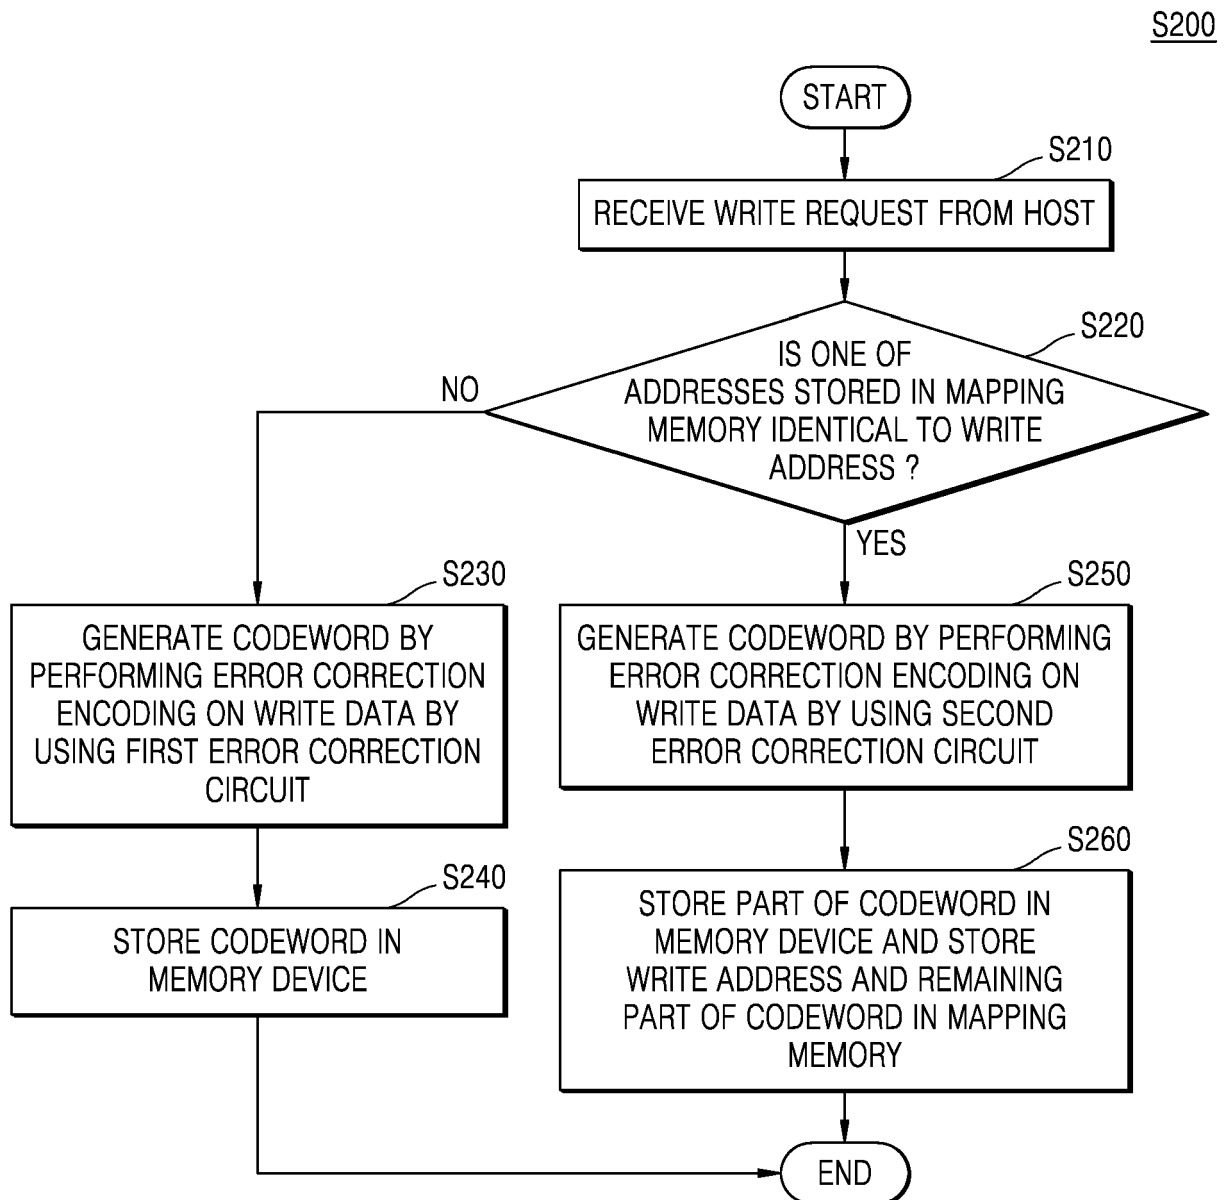 S200
START
S210
RECEIVE WRITE REQUEST FROM HOST
S220
IS ONE OF
ADDRESSES STORED IN MAPPING
MEMORY IDENTICAL TO WRITE
ADDRESS ?
NO
YES
S230
GENERATE CODEWORD BY
PERFORMING ERROR CORRECTION
ENCODING ON WRITE DATA BY
USING FIRST ERROR CORRECTION
CIRCUIT
S250
GENERATE CODEWORD BY PERFORMING
ERROR CORRECTION ENCODING ON
WRITE DATA BY USING SECOND
ERROR CORRECTION CIRCUIT
S240
STORE CODEWORD IN
MEMORY DEVICE
S260
STORE PART OF CODEWORD IN
MEMORY DEVICE AND STORE
WRITE ADDRESS AND REMAINING
PART OF CODEWORD IN MAPPING
MEMORY
END